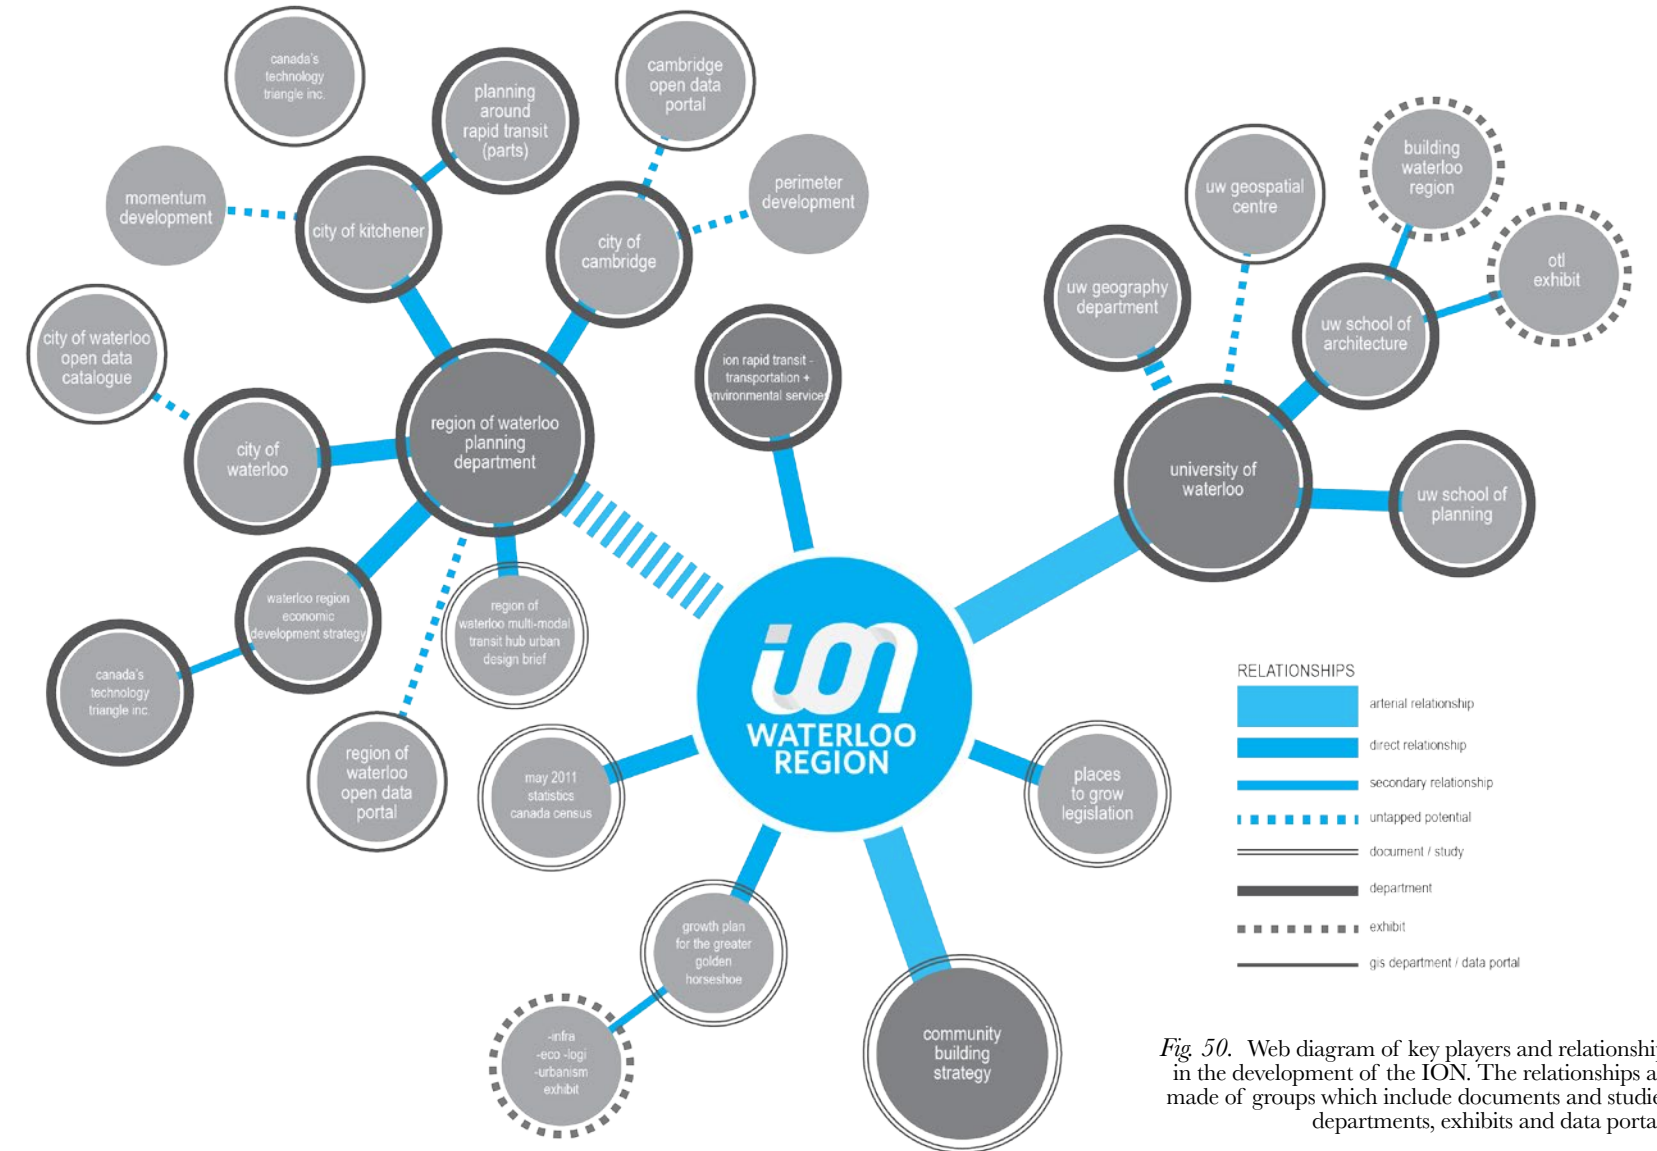 canada's
technology
triangle inc.
planning
around
rapid transit
(parts)
cambridge
open data
portal
momentum
development
city of kitchener
city of
cambridge
perimeter
development
uw geospatial
centre
building
waterloo
region
otl
exhibit
uw geography
department
uw school of
architecture
city of waterloo
open data
catalogue
city of
waterloo
region of waterloo
planning
department
ion rapid transit -
transportation +
environmental services
university of
waterloo
uw school of
planning
waterloo region
economic
development strategy
region of
waterloo multi-modal
transit hub urban
design brief
canada's
technology
triangle inc.
region of
waterloo
open data
portal
may 2011
statistics
canada census
ion
WATERLOO
REGION
places
to grow
legislation
growth plan
for the greater
golden
horseshoe
-infra
-eco -logi
-urbanism
exhibit
community
building
strategy
RELATIONSHIPS
arterial relationship
direct relationship
secondary relationship
untapped potential
document / study
department
exhibit
gis department / data portal
Fig. 50. Web diagram of key players and relationship
in the development of the ION. The relationships a
made of groups which include documents and studie
departments, exhibits and data porta